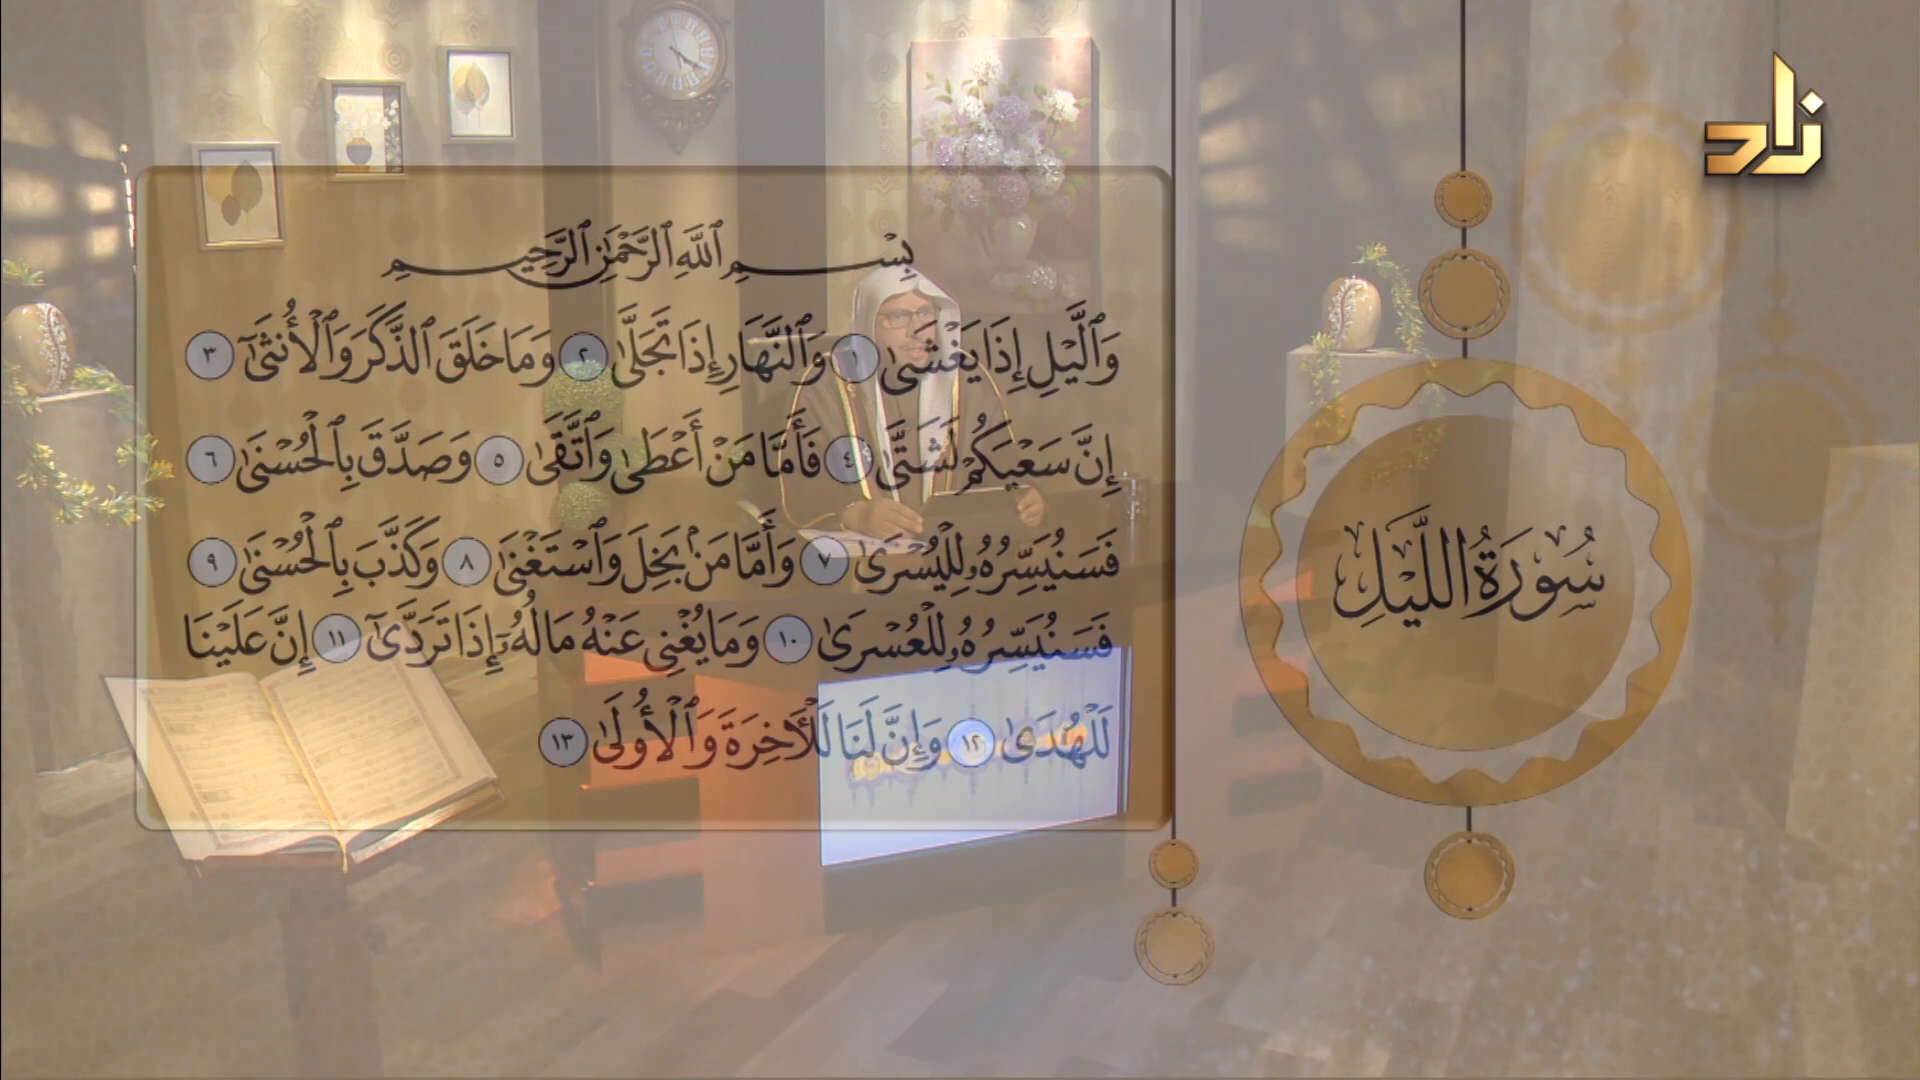 زاد
بِسْمِ ٱللَّهِ ٱلرَّحْمَٰنِ ٱلرَّحِيمِ
وَٱلَّيْلِ إِذَا يَغْشَىٰ ١ وَٱلنَّهَارِ إِذَا تَجَلَّىٰ ٢ وَمَا خَلَقَ ٱلذَّكَرَ وَٱلْأُنثَىٰٓ ٣
إِنَّ سَعْيَكُمْ لَشَتَّىٰ ٤ فَأَمَّا مَنْ أَعْطَىٰ وَٱتَّقَىٰ ٥ وَصَدَّقَ بِٱلْحُسْنَىٰ ٦
فَسَنُيَسِّرُهُۥ لِلْيُسْرَىٰ ٧ وَأَمَّا مَنۢ بَخِلَ وَٱسْتَغْنَىٰ ٨ وَكَذَّبَ بِٱلْحُسْنَىٰ ٩
فَسَنُيَسِّرُهُۥ لِلْعُسْرَىٰ ١٠ وَمَا يُغْنِى عَنْهُ مَالُهُۥٓ إِذَا تَرَدَّىٰٓ ١١ إِنَّ عَلَيْنَا
لَلْهُدَىٰ ١٢ وَإِنَّ لَنَا لَلْـَٔاخِرَةَ وَٱلْأُولَىٰ ١٣
سُورَةُ اللَّيْلِ